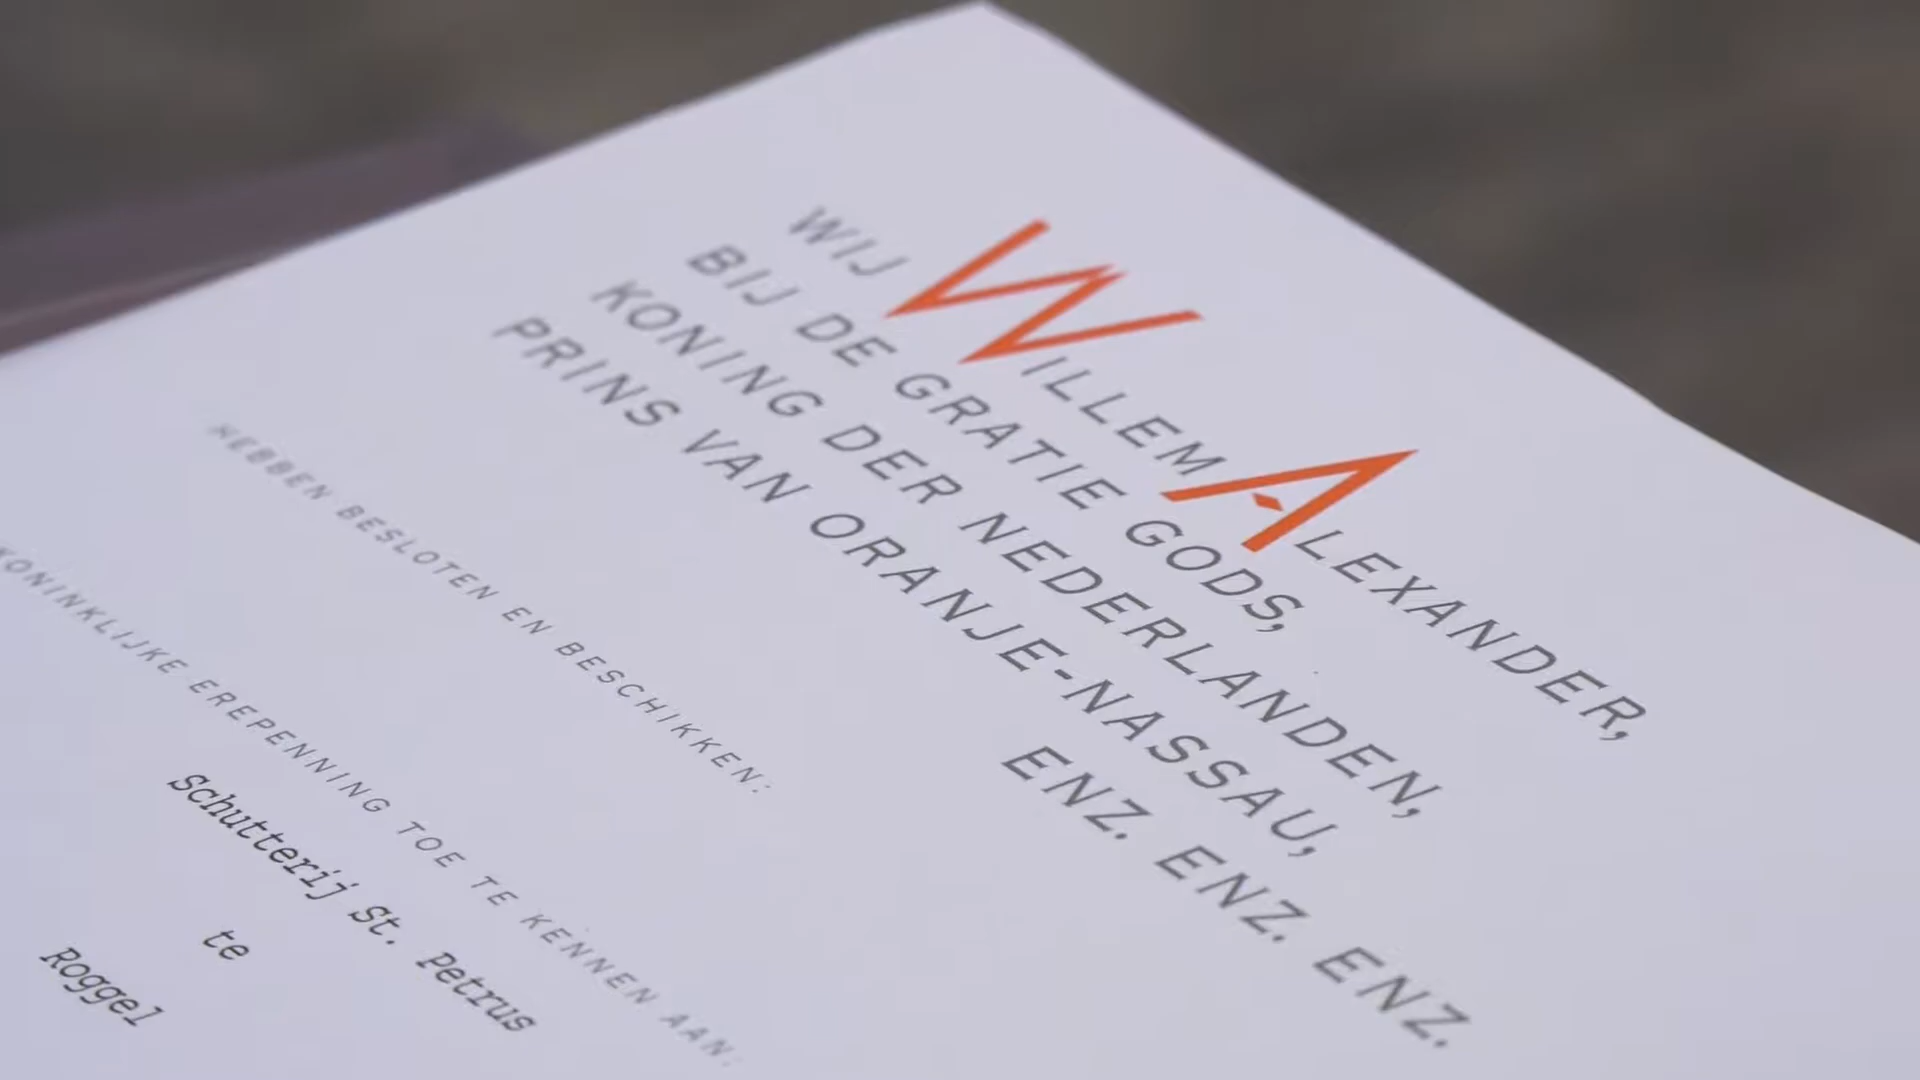 WIJ WILLEM ALEXANDER,
BIJ DE GRATIE GODS,
KONING DER NEDERLANDEN,
PRINS VAN ORANJE-NASSAU,
ENZ. ENZ. ENZ.
HEBBEN BESLOTEN EN BESCHIKKEN:
KONINKLIJKE EREPENNING TOE TE KENNEN AAN:
Schutterij St. Petrus
te
Roggel